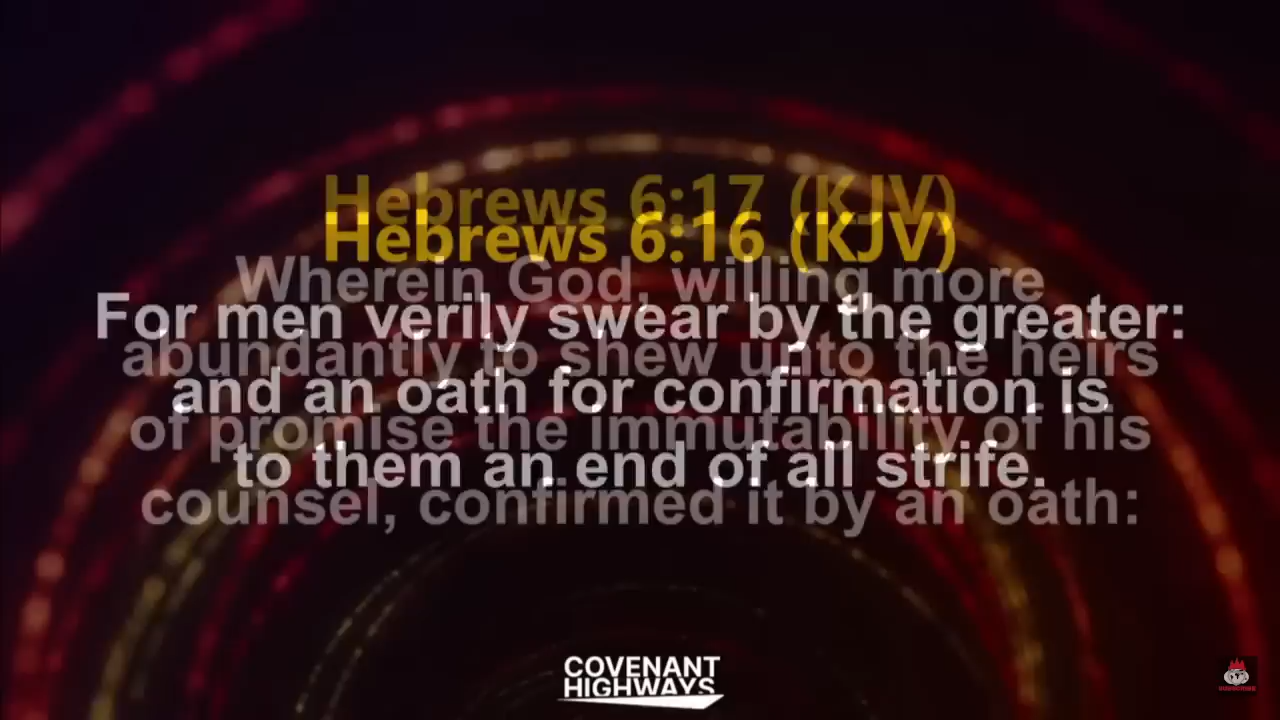 Hebrews 6:17 (KJV)
Hebrews 6:16 (KJV)
Wherein God, willing more
For men verily swear by the greater:
abundantly to shew unto the heirs
and an oath for confirmation is
of promise the immutability of his
to them an end of all strife.
counsel, confirmed it by an oath:
COVENANT
HIGHWAYS
SUBSCRIBE